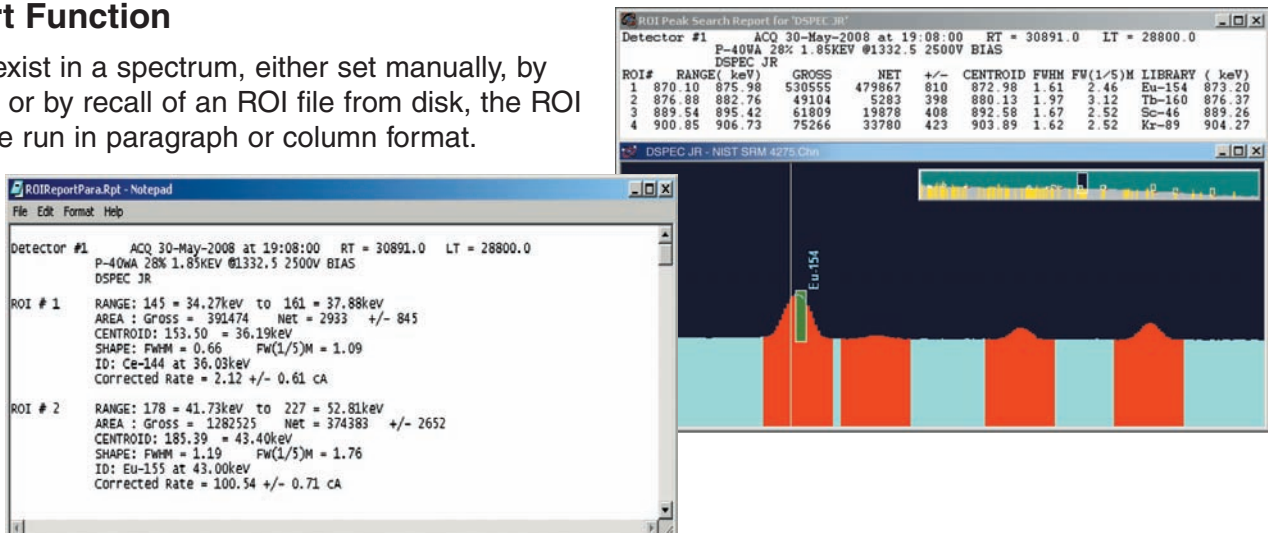 rt Function
exist in a spectrum, either set manually, by
or by recall of an ROI file from disk, the ROI
e run in paragraph or column format.
ROI Peak Search Report for 'DSPEC JR'
Detector #1 ACQ 30-May-2008 at 19:08:00 RT = 30891.0 LT = 28800.0
P-40WA 28% 1.85KEV @1332.5 2500V BIAS
DSPEC JR
ROI# RANGE( keV) GROSS NET +/- CENTROID FWHM FW(1/5)M LIBRARY ( keV)
1 870.10 875.98 530555 479867 810 872.98 1.61 2.46 Eu-154 873.20
2 876.88 882.76 49104 5283 398 880.13 1.97 3.12 Tb-160 876.37
3 889.54 895.42 61809 19878 408 892.58 1.67 2.52 Sc-46 889.26
4 900.85 906.73 75266 33780 423 903.89 1.62 2.52 Kr-89 904.27
DSPEC JR - NIST SRM 4275.Chn
Eu-154
ROIReportPara.Rpt - Notepad
File Edit Format Help
Detector #1 ACQ 30-May-2008 at 19:08:00 RT = 30891.0 LT = 28800.0
P-40WA 28% 1.85KEV @1332.5 2500V BIAS
DSPEC JR
ROI # 1 RANGE: 145 = 34.27keV to 161 = 37.88keV
AREA : Gross = 391474 Net = 2933 +/- 845
CENTROID: 153.50 = 36.19keV
SHAPE: FWHM = 0.66 FW(1/5)M = 1.09
ID: Ce-144 at 36.03keV
Corrected Rate = 2.12 +/- 0.61 cA
ROI # 2 RANGE: 178 = 41.73keV to 227 = 52.81keV
AREA : Gross = 1282525 Net = 374383 +/- 2652
CENTROID: 185.39 = 43.40keV
SHAPE: FWHM = 1.19 FW(1/5)M = 1.76
ID: Eu-155 at 43.00keV
Corrected Rate = 100.54 +/- 0.71 cA